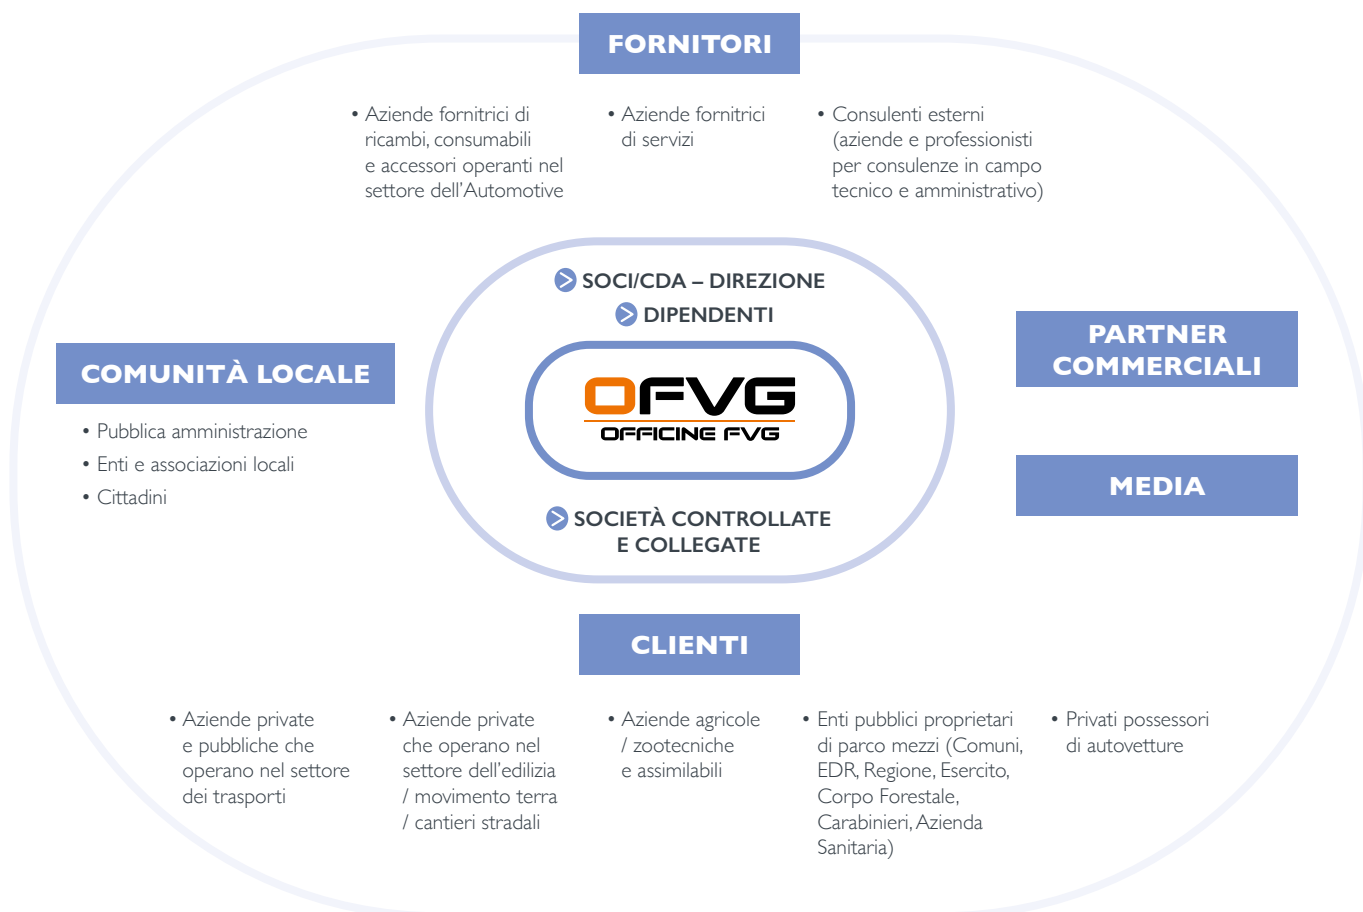 FORNITORI
• Aziende fornitrici di
ricambi, consumabili
e accessori operanti nel
settore dell'Automotive
• Aziende fornitrici
di servizi
• Consulenti esterni
(aziende e professionisti
per consulenze in campo
tecnico e amministrativo)
SOCI/CDA – DIREZIONE
DIPENDENTI
OFVG
OFFICINE FVG
SOCIETÀ CONTROLLATE
E COLLEGATE
COMUNITÀ LOCALE
• Pubblica amministrazione
• Enti e associazioni locali
• Cittadini
PARTNER
COMMERCIALI
MEDIA
CLIENTI
• Aziende private
e pubbliche che
operano nel settore
dei trasporti
• Aziende private
che operano nel
settore dell'edilizia
/ movimento terra
/ cantieri stradali
• Aziende agricole
/ zootecniche
e assimilabili
• Enti pubblici proprietari
di parco mezzi (Comuni,
EDR, Regione, Esercito,
Corpo Forestale,
Carabinieri, Azienda
Sanitaria)
• Privati possessori
di autovetture